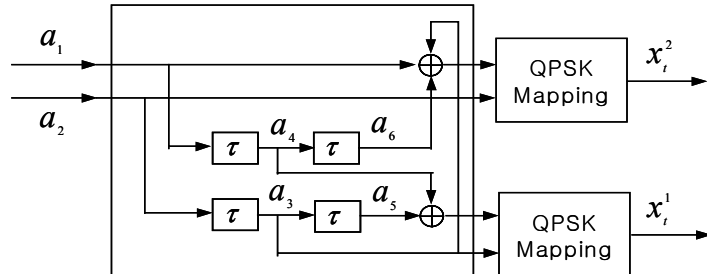 a₁
x²ₜ
QPSK
Mapping
a₂
a₄ a₆
τ τ
a₃ a₅
τ τ
x¹ₜ
QPSK
Mapping